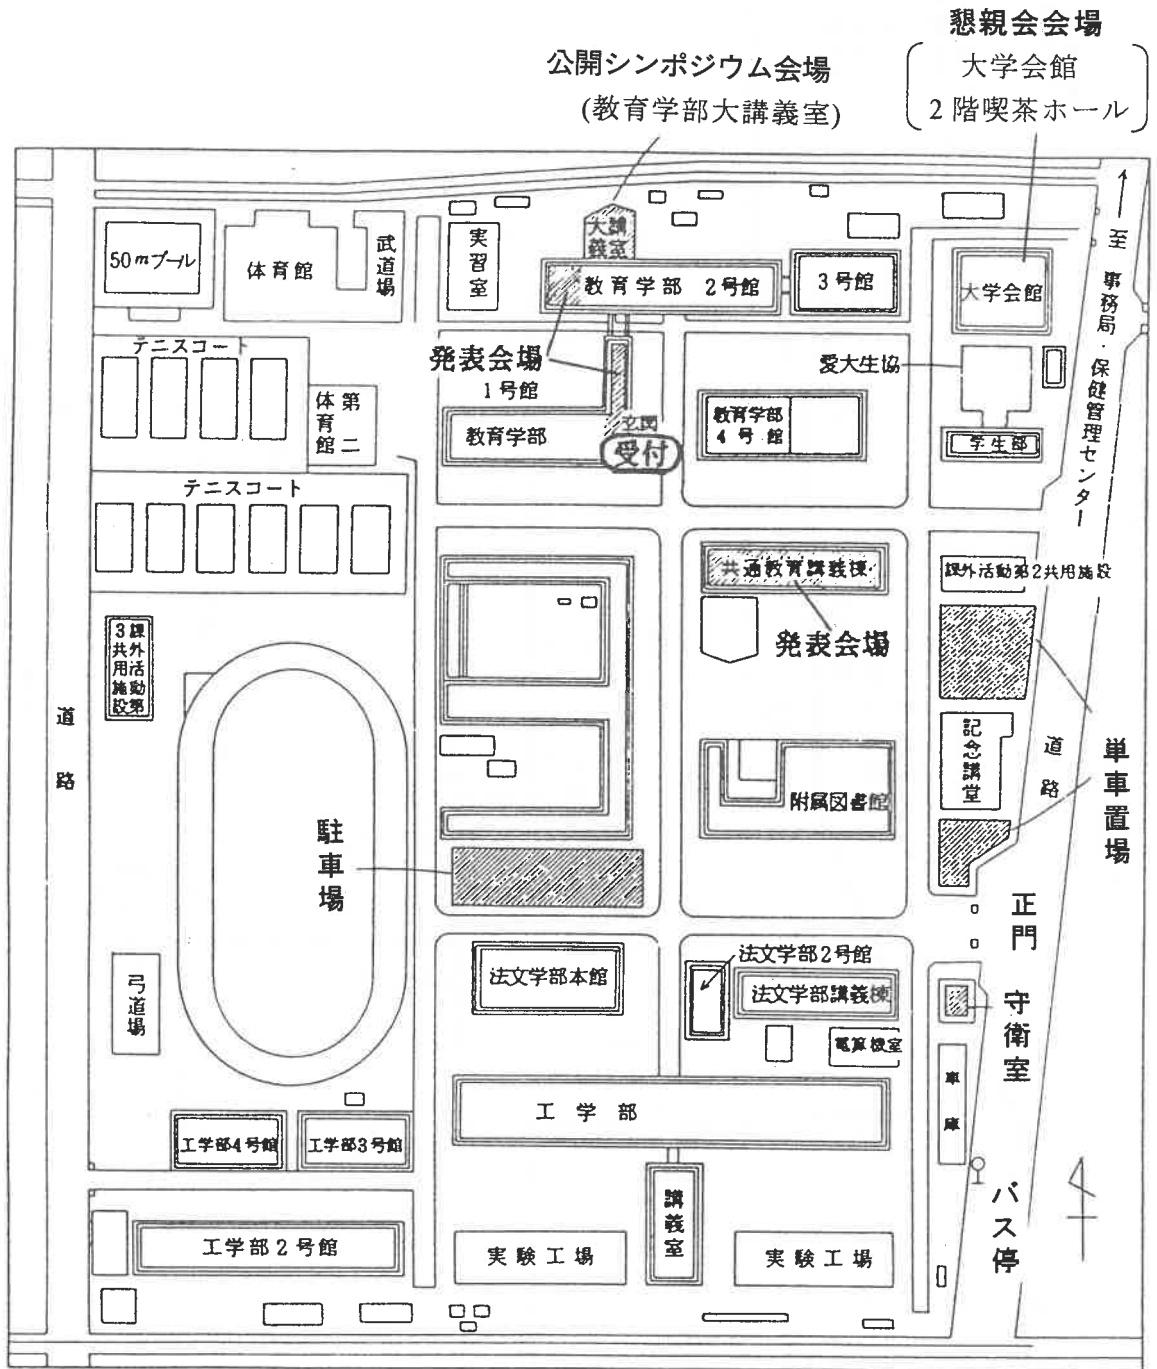 懇親会会場
大学会館
2階喫茶ホール
公開シンポジウム会場
(教育学部大講義室)
50mプール
体育館
武道場
実習室
大講義室
教育学部 2号館
3号館
大学会館
至 事務局・保健管理センター
テニスコート
発表会場
1号館
愛大生協
第二体育館
教育学部
玄関
受付
教育学部
4号館
学生部
テニスコート
共通教育講義棟
課外活動第2共用施設
課外活動第3共用施設
発表会場
道路
記念講堂
道路
単車置場
附属図書館
駐車場
正門
法文学部本館
法文学部2号館
法文学部講義棟
弓道場
守衛室
電算機室
車庫
工学部
工学部4号館
工学部3号館
講義室
バス停
工学部2号館
実験工場
実験工場